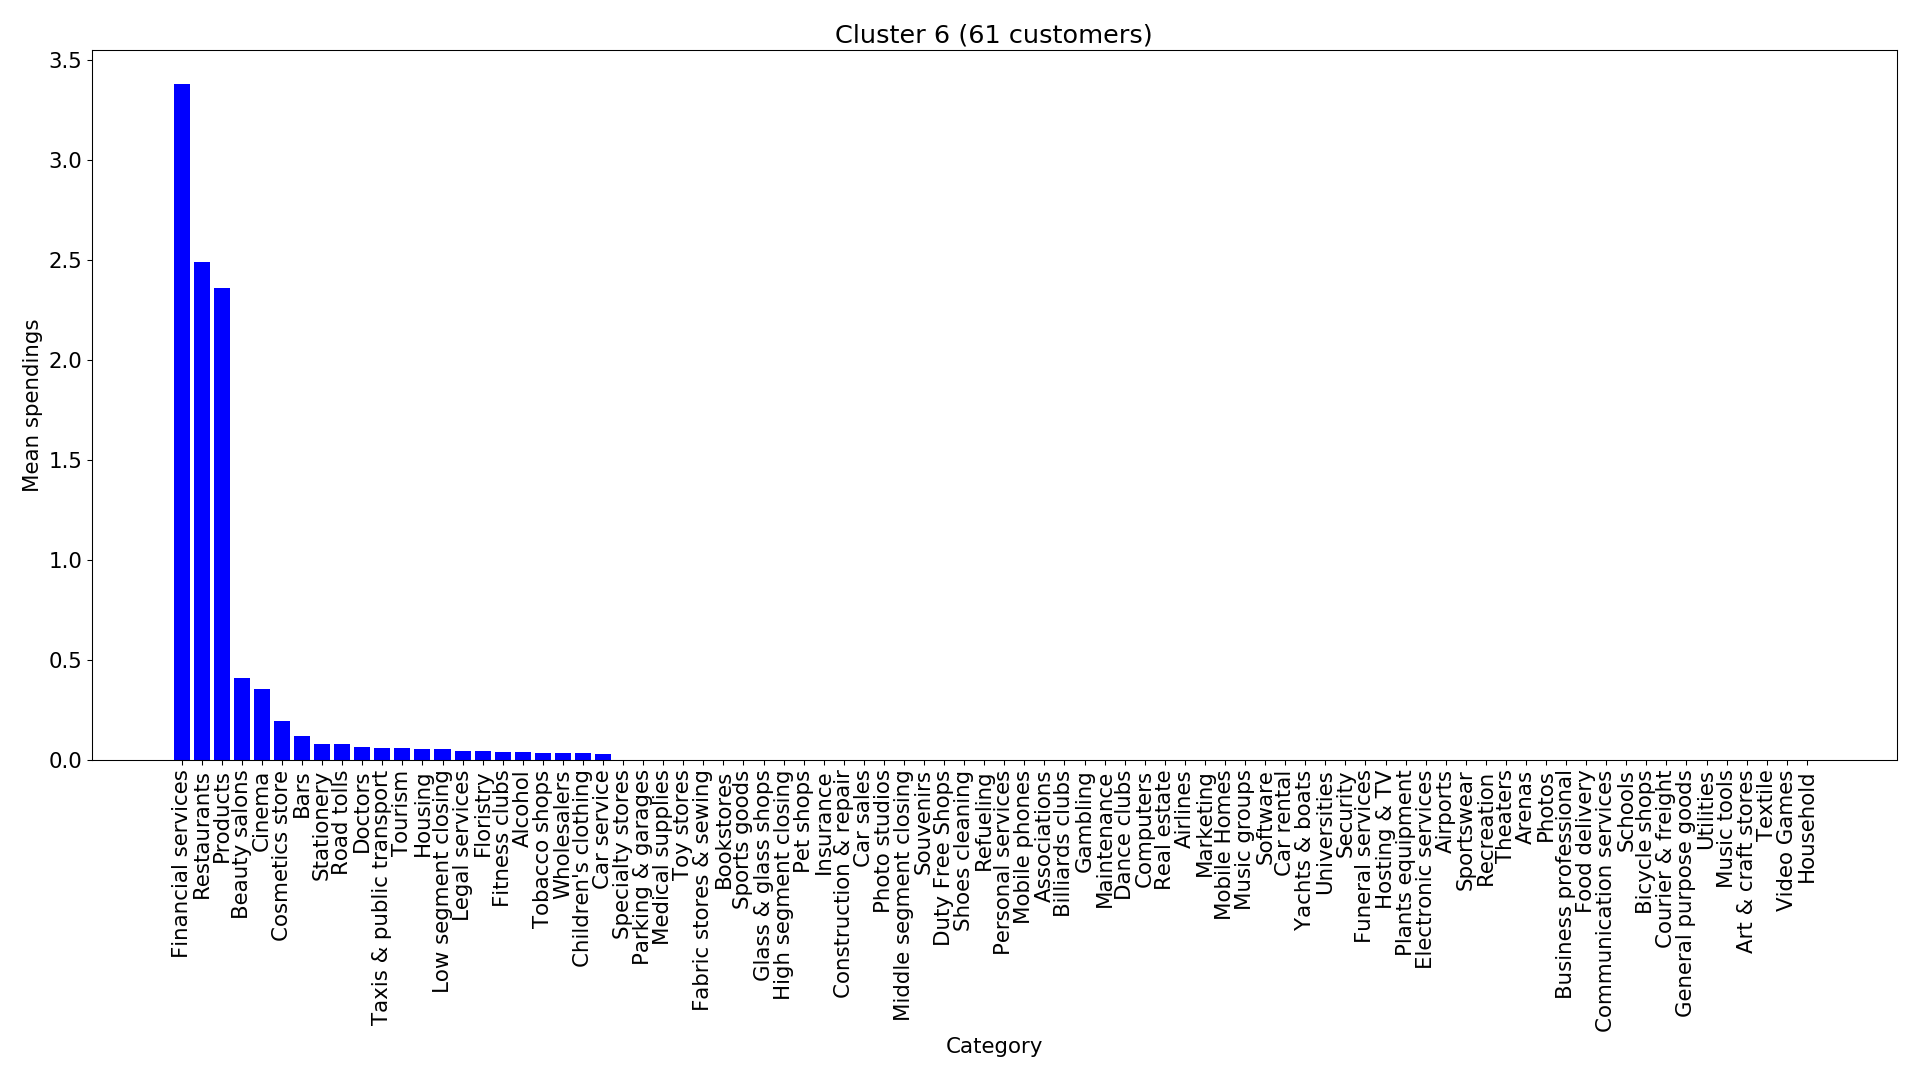 Cluster 6 (61 customers)
3.5
3.0
2.5
2.0
1.5
1.0
0.5
0.0
Mean spendings
Financial services
Restaurants
Products
Beauty salons
Cinema
Cosmetics store
Bars
Stationery
Road tolls
Doctors
Taxis & public transport
Tourism
Housing
Low segment closing
Legal services
Floristry
Fitness clubs
Alcohol
Tobacco shops
Wholesalers
Children's clothing
Car service
Specialty stores
Parking & garages
Medical supplies
Toy stores
Fabric stores & sewing
Bookstores
Sports goods
Glass & glass shops
High segment closing
Pet shops
Insurance
Construction & repair
Car sales
Photo studios
Middle segment closing
Souvenirs
Duty Free Shops
Shoes cleaning
Refueling
Personal services
Mobile phones
Associations
Billiards clubs
Gambling
Maintenance
Dance clubs
Computers
Real estate
Airlines
Marketing
Mobile Homes
Music groups
Software
Car rental
Yachts & boats
Universities
Security
Funeral services
Hosting & TV
Plants equipment
Electronic services
Airports
Sportswear
Recreation
Theaters
Arenas
Photos
Business professional
Food delivery
Communication services
Schools
Bicycle shops
Courier & freight
General purpose goods
Utilities
Music tools
Art & craft stores
Textile
Video Games
Household
Category